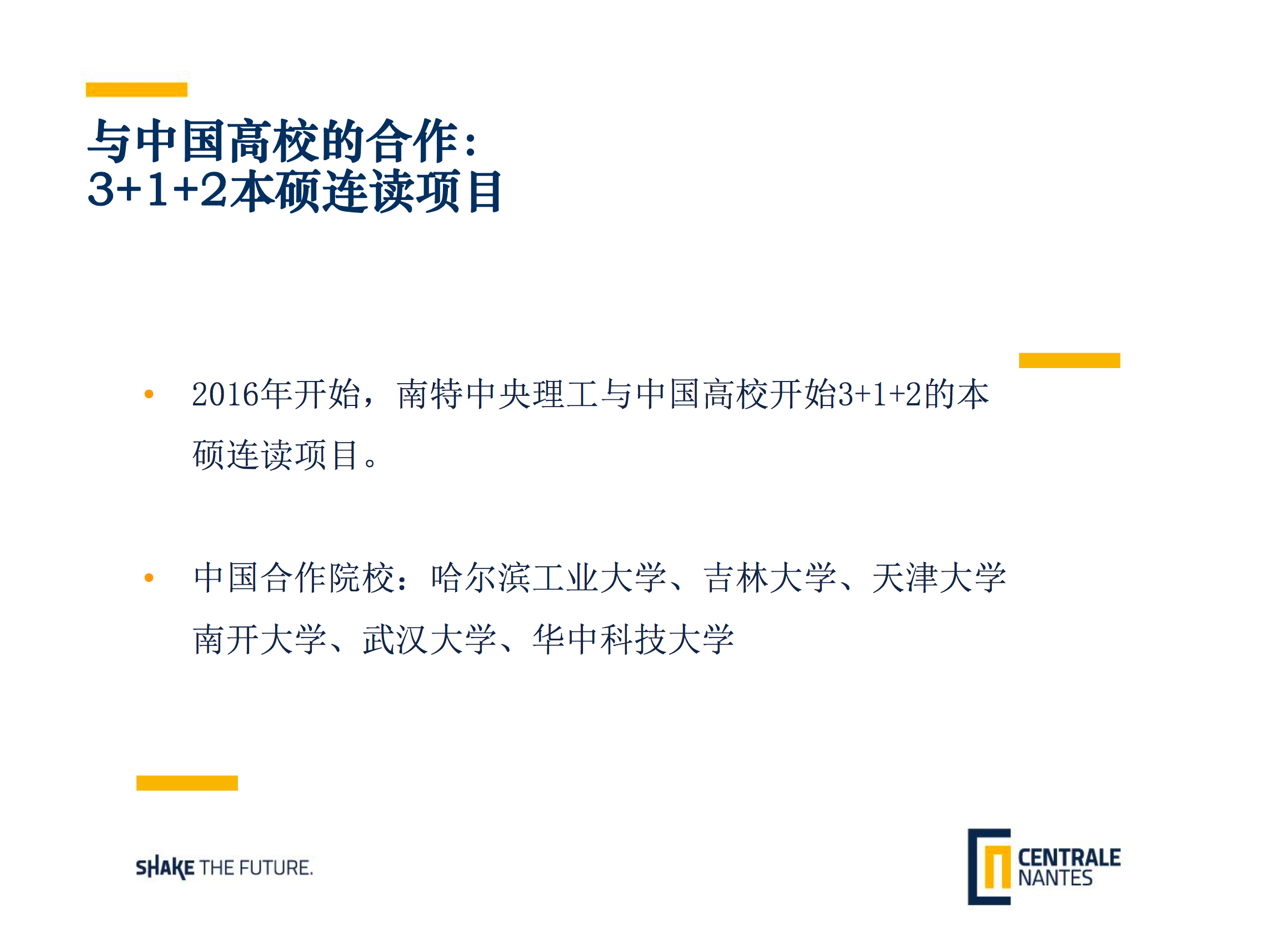 与中国高校的合作：
3+1+2本硕连读项目
• 2016年开始，南特中央理工与中国高校开始3+1+2的本
硕连读项目。
• 中国合作院校：哈尔滨工业大学、吉林大学、天津大学
南开大学、武汉大学、华中科技大学
SHAKE THE FUTURE.
CENTRALE
NANTES